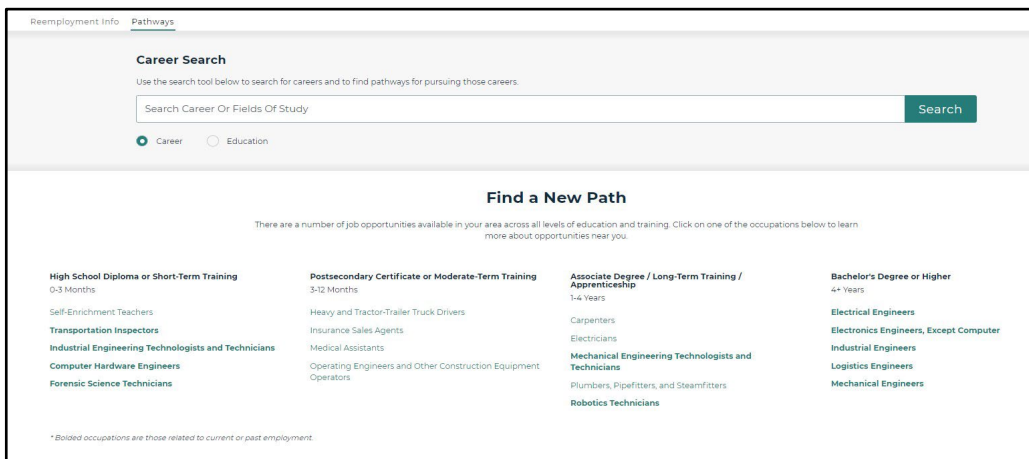 Reemployment Info Pathways
Career Search
Use the search tool below to search for careers and to find pathways for pursuing those careers.
Search Career Or Fields Of Study
Search
Career Education
Find a New Path
There are a number of job opportunities available in your area across all levels of education and training. Click on one of the occupations below to learn
more about opportunities near you.
High School Diploma or Short-Term Training
0-3 Months
Self-Enrichment Teachers
Transportation Inspectors
Industrial Engineering Technologists and Technicians
Computer Hardware Engineers
Forensic Science Technicians
Postsecondary Certificate or Moderate-Term Training
3-12 Months
Heavy and Tractor-Trailer Truck Drivers
Insurance Sales Agents
Medical Assistants
Operating Engineers and Other Construction Equipment
Operators
Associate Degree / Long-Term Training /
Apprenticeship
1-4 Years
Carpenters
Electricians
Mechanical Engineering Technologists and
Technicians
Plumbers, Pipefitters, and Steamfitters
Robotics Technicians
Bachelor's Degree or Higher
4+ Years
Electrical Engineers
Electronics Engineers, Except Computer
Industrial Engineers
Logistics Engineers
Mechanical Engineers
* Bolded occupations are those related to current or past employment.